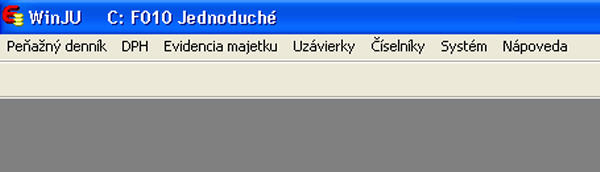 WinJU C: F010 Jednoduché
Peňažný denník DPH Evidencia majetku Uzávierky Číselníky Systém Nápoveda